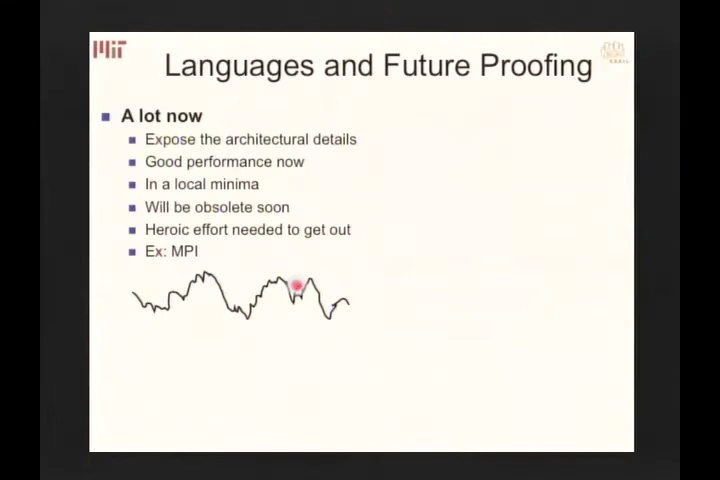 MIT
Languages and Future Proofing
A lot now
Expose the architectural details
Good performance now
In a local minima
Will be obsolete soon
Heroic effort needed to get out
Ex: MPI